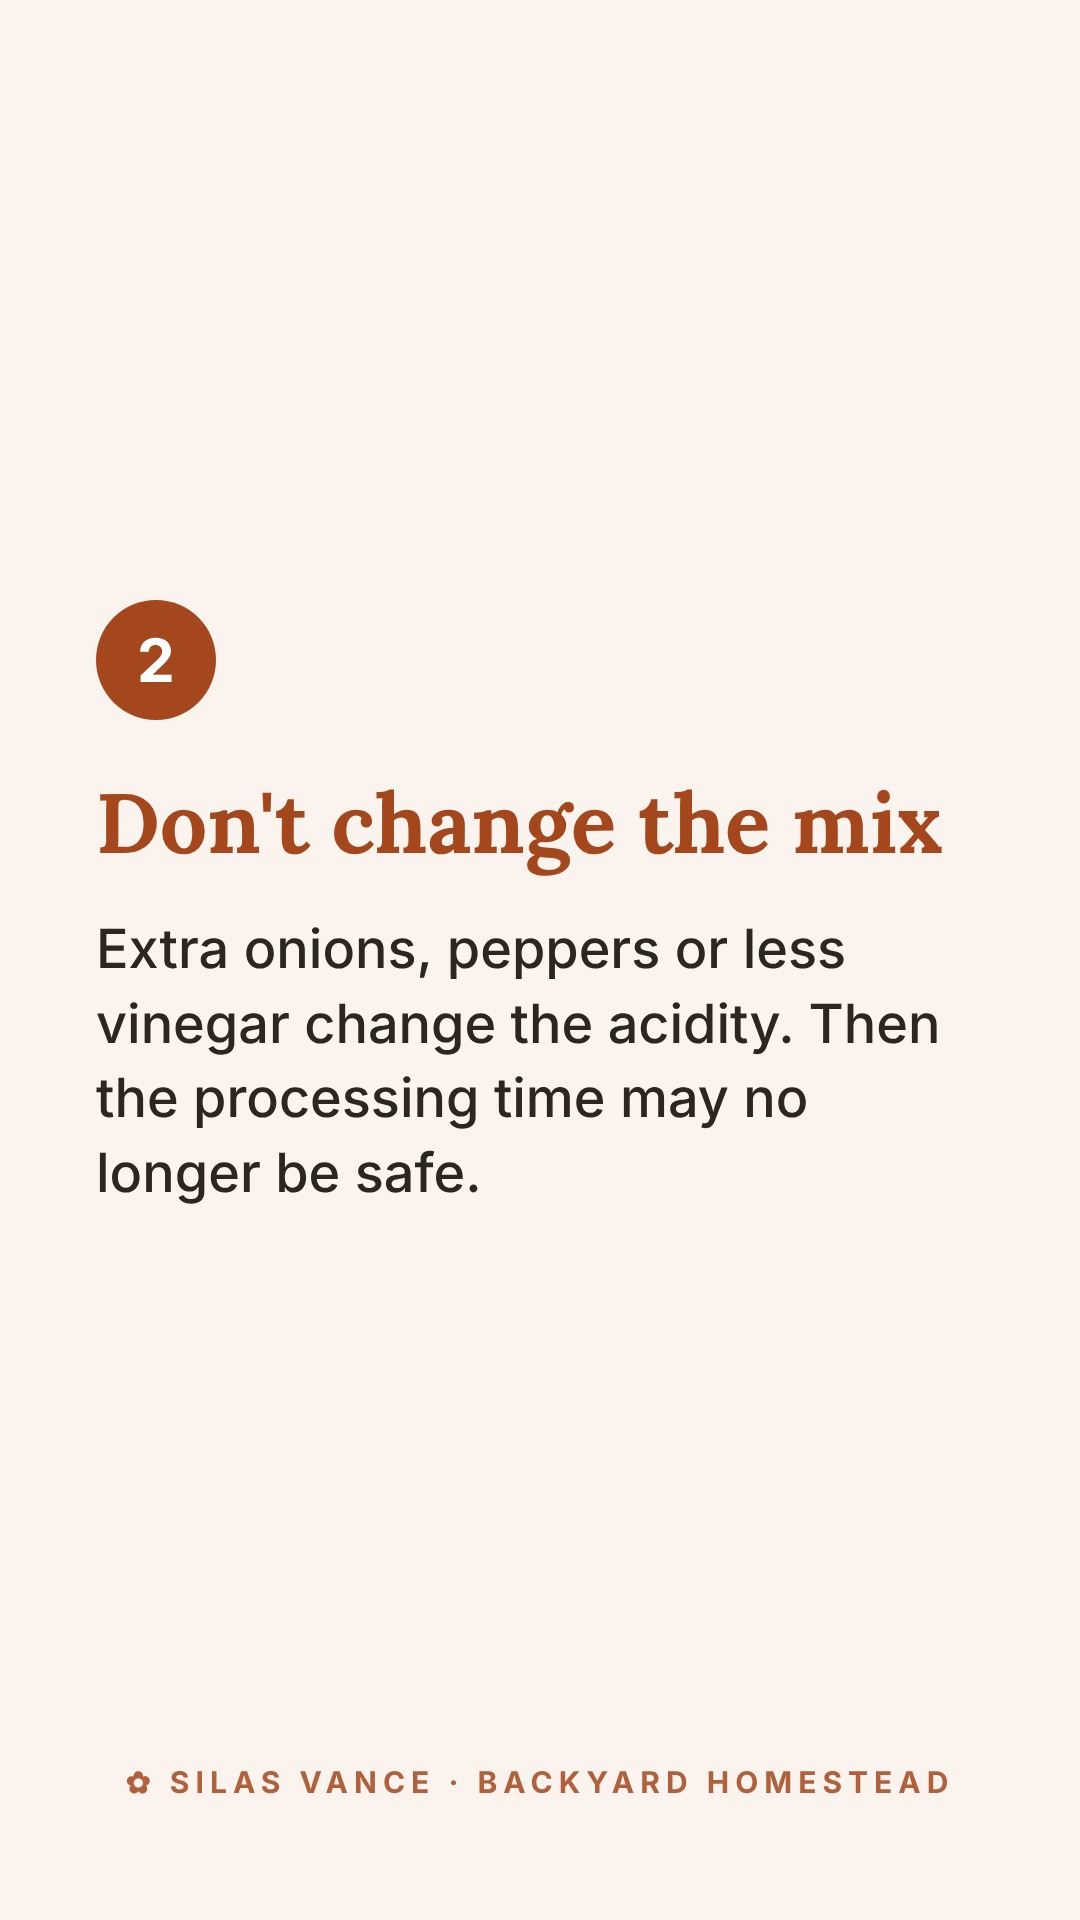 2
Don't change the mix
Extra onions, peppers or less
vinegar change the acidity. Then
the processing time may no
longer be safe.
✿ SILAS VANCE · BACKYARD HOMESTEAD